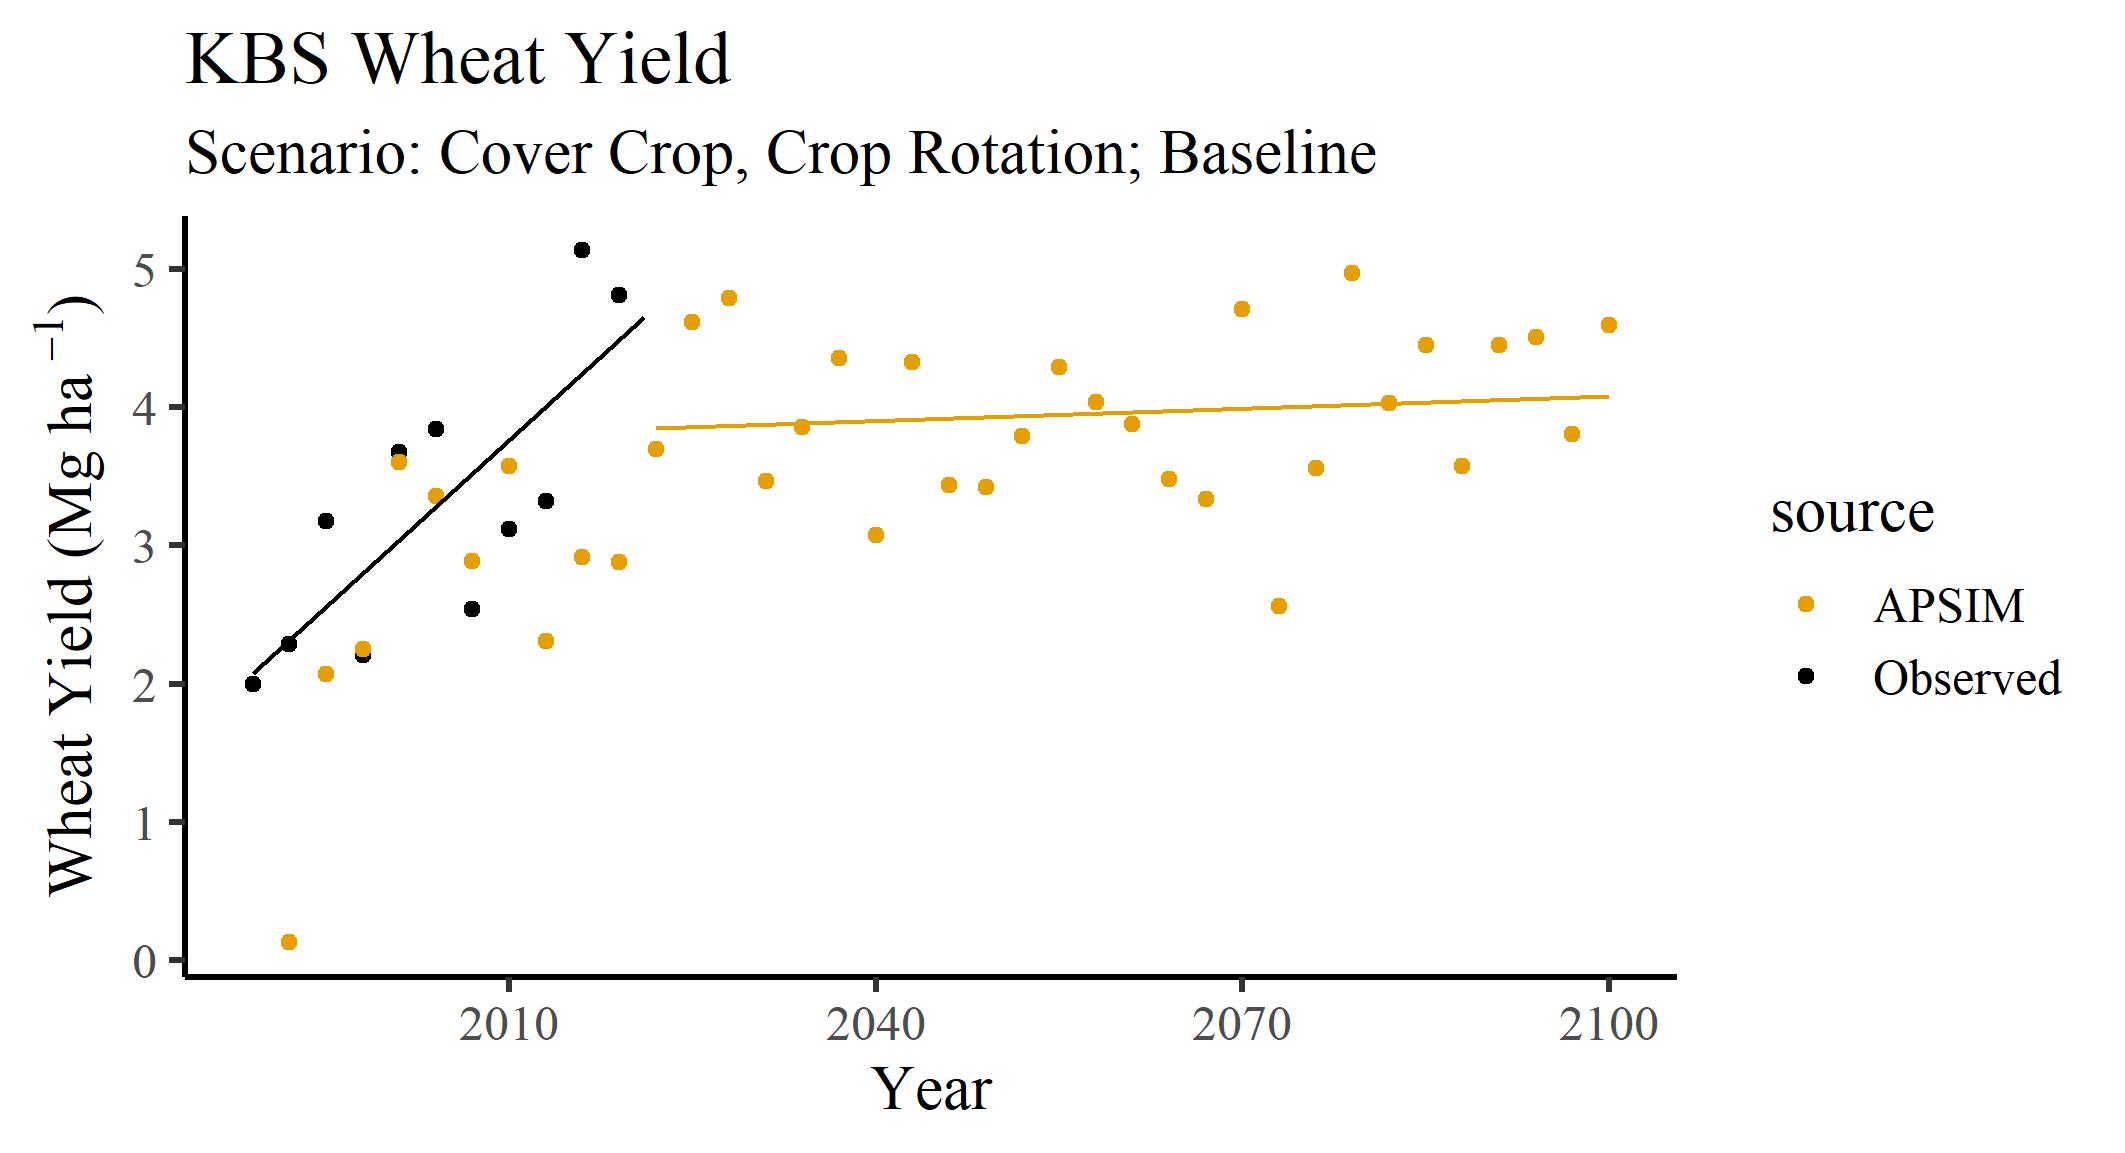 KBS Wheat Yield
Scenario: Cover Crop, Crop Rotation; Baseline
Wheat Yield (Mg ha −1)
5
4
3
2
1
0
2010 2040 2070 2100
Year
source
APSIM
Observed